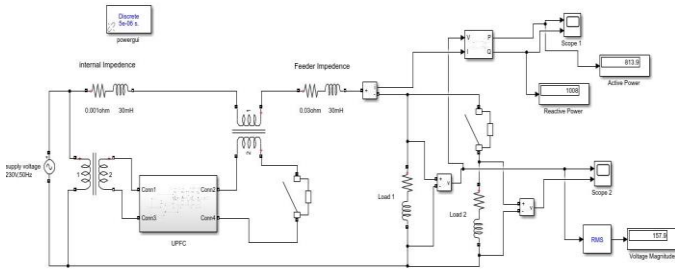 Discrete
5e-06 s.
powergui
internal Impedence
0.001ohm 30mH
Feeder Impedence
0.03ohm 30mH
supply voltage
230V,50Hz
1 2
1
2
Conn1 Conn2
Conn3 Conn4
UPFC
V P
I Q
Scope 1
813.9
Active Power
1008
Reactive Power
Load 1
Load 2
+
- v
+
- v
Scope 2
RMS
157.9
Voltage Magnitude